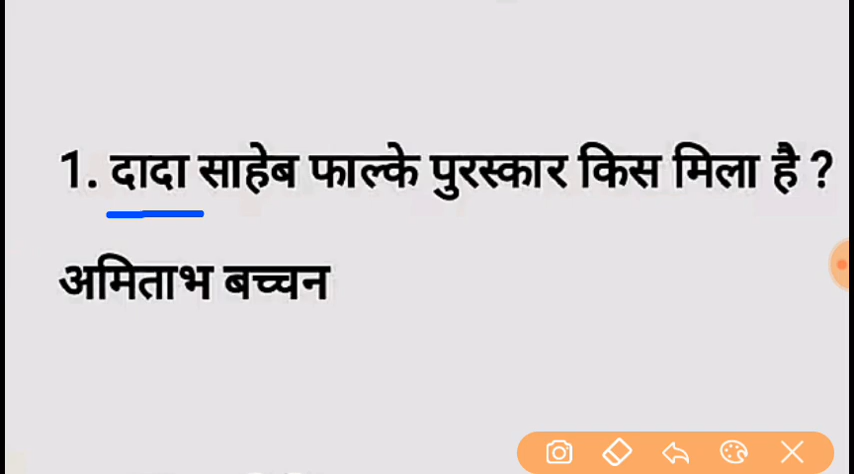 1. दादा साहेब फाल्के पुरस्कार किस मिला है ?
अमिताभ बच्चन